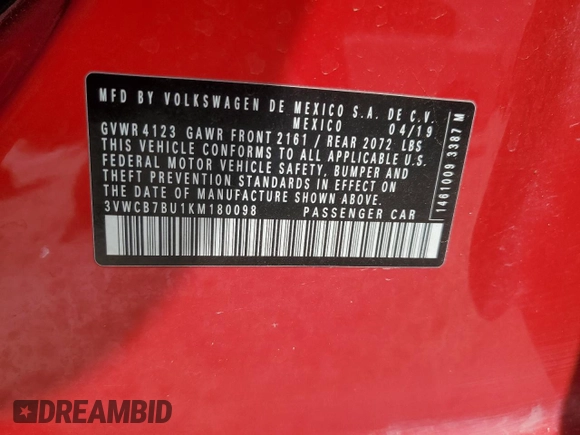 MFD BY VOLKSWAGEN DE MEXICO S.A. DE C.V.
MEXICO 04/19
GVWR 4123 GAWR FRONT 2161 / REAR 2072 LBS
THIS VEHICLE CONFORMS TO ALL APPLICABLE U.S.
FEDERAL MOTOR VEHICLE SAFETY, BUMPER AND
THEFT PREVENTION STANDARDS IN EFFECT ON
THE DATE OF MANUFACTURE SHOWN ABOVE.
3VWCB7BU1KM180098 PASSENGER CAR
1461009 3387 M
DREAMBID